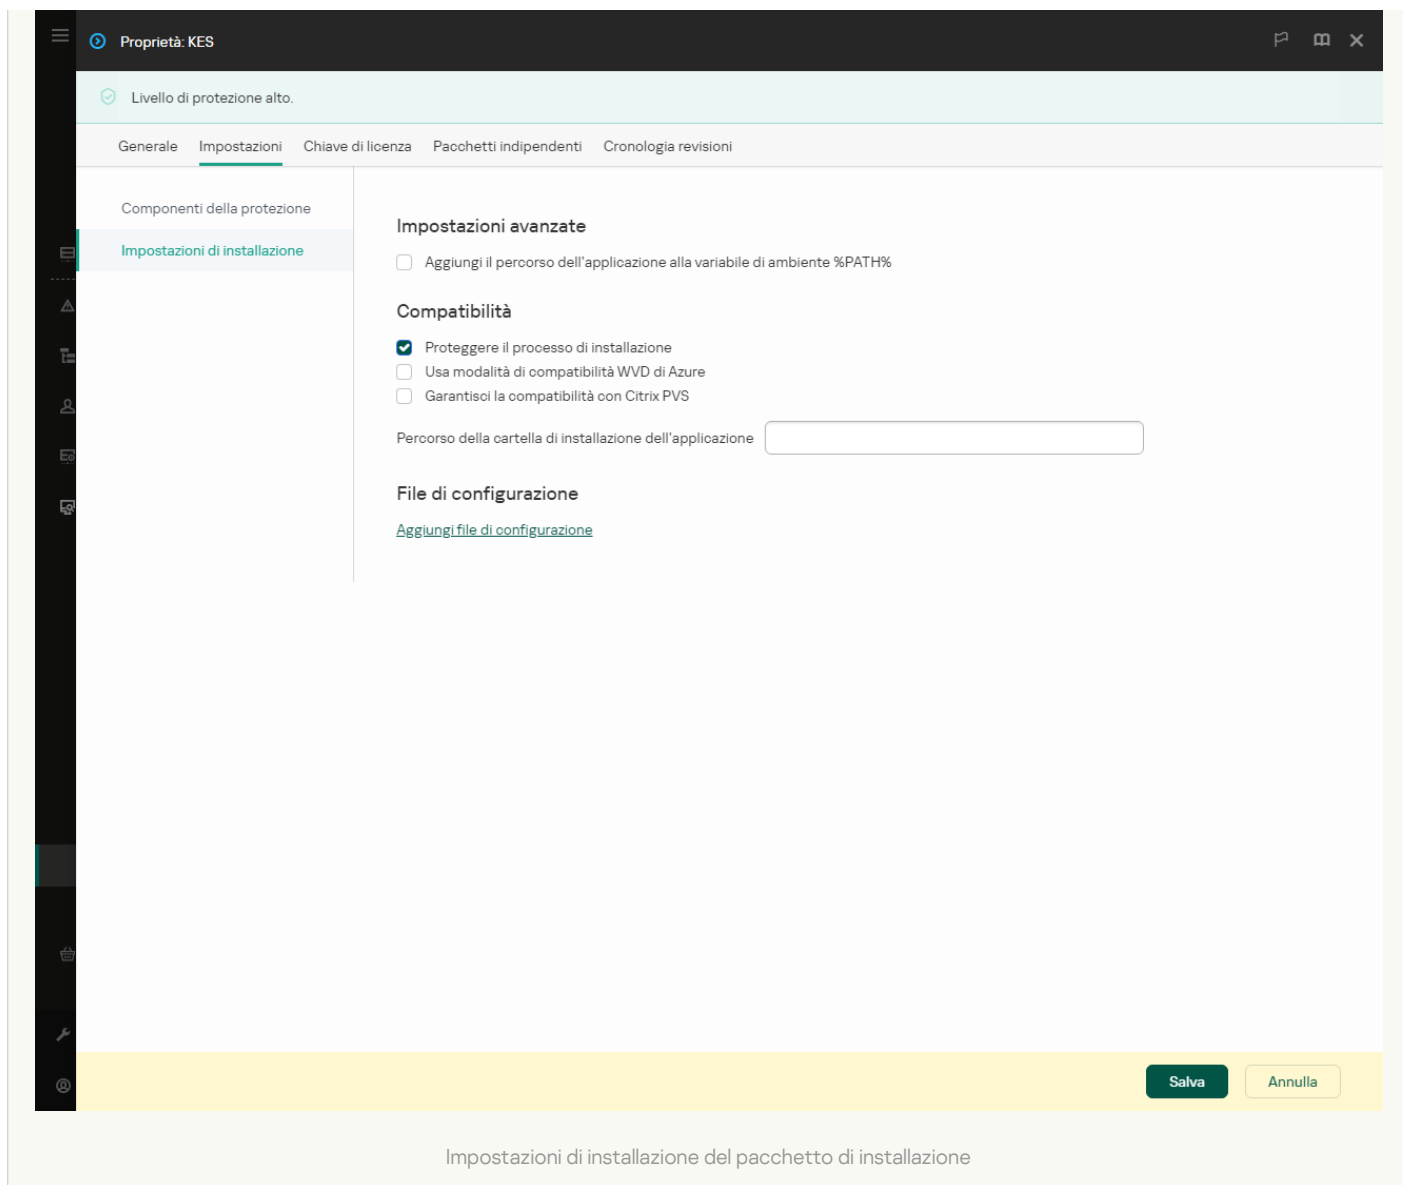 Proprietà: KES
Livello di protezione alto.
Generale Impostazioni Chiave di licenza Pacchetti indipendenti Cronologia revisioni
Componenti della protezione
Impostazioni di installazione
Impostazioni avanzate
Aggiungi il percorso dell'applicazione alla variabile di ambiente %PATH%
Compatibilità
Proteggere il processo di installazione
Usa modalità di compatibilità WVD di Azure
Garantisci la compatibilità con Citrix PVS
Percorso della cartella di installazione dell'applicazione
File di configurazione
Aggiungi file di configurazione
Salva Annulla
Impostazioni di installazione del pacchetto di installazione